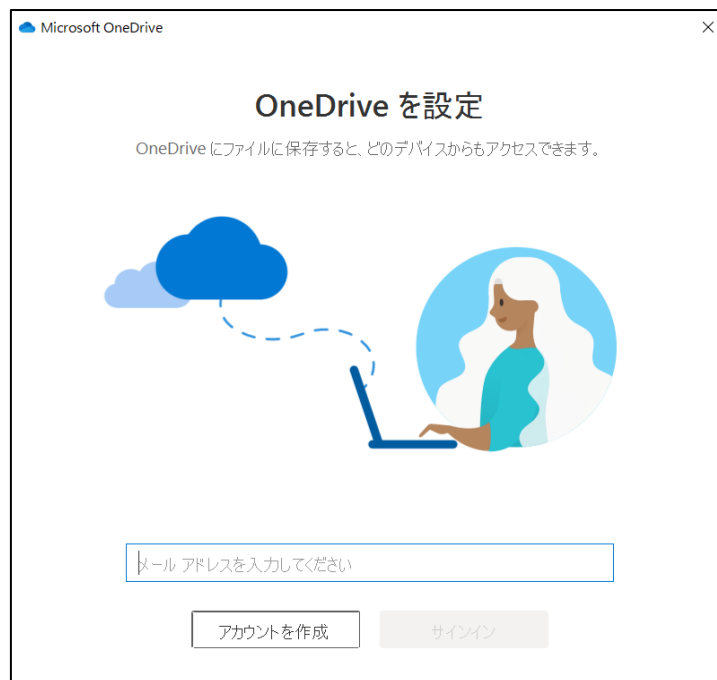 Microsoft OneDrive
OneDrive を設定
OneDrive にファイルに保存すると、どのデバイスからもアクセスできます。
メール アドレスを入力してください
アカウントを作成
サインイン